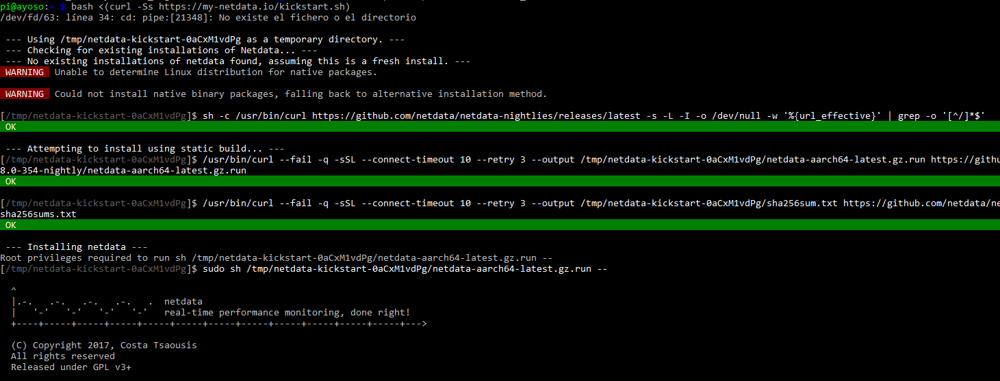 pi@ayoso:~ $ bash <(curl -Ss https://my-netdata.io/kickstart.sh)
/dev/fd/63: línea 34: cd: pipe:[21348]: No existe el fichero o el directorio
--- Using /tmp/netdata-kickstart-0aCxM1vdPg as a temporary directory. ---
--- Checking for existing installations of Netdata... ---
--- No existing installations of netdata found, assuming this is a fresh install. ---
WARNING Unable to determine Linux distribution for native packages.
WARNING Could not install native binary packages, falling back to alternative installation method.
[/tmp/netdata-kickstart-0aCxM1vdPg]$ sh -c /usr/bin/curl https://github.com/netdata/netdata-nightlies/releases/latest -s -L -I -o /dev/null -w '%{url_effective}' | grep -o '[^/]*$'
OK
--- Attempting to install using static build... ---
[/tmp/netdata-kickstart-0aCxM1vdPg]$ /usr/bin/curl --fail -q -sSL --connect-timeout 10 --retry 3 --output /tmp/netdata-kickstart-0aCxM1vdPg/netdata-aarch64-latest.gz.run https://githu
8.0-354-nightly/netdata-aarch64-latest.gz.run
OK
[/tmp/netdata-kickstart-0aCxM1vdPg]$ /usr/bin/curl --fail -q -sSL --connect-timeout 10 --retry 3 --output /tmp/netdata-kickstart-0aCxM1vdPg/sha256sum.txt https://github.com/netdata/ne
sha256sums.txt
OK
--- Installing netdata ---
Root privileges required to run sh /tmp/netdata-kickstart-0aCxM1vdPg/netdata-aarch64-latest.gz.run --
[/tmp/netdata-kickstart-0aCxM1vdPg]$ sudo sh /tmp/netdata-kickstart-0aCxM1vdPg/netdata-aarch64-latest.gz.run --
^
|.-.   .-.   .-.   .-.   .  netdata
|   '-'   '-'   '-'   '-'   real-time performance monitoring, done right!
+----+-----+-----+-----+-----+-----+-----+-----+-----+-----+-----+-----+--->
(C) Copyright 2017, Costa Tsaousis
All rights reserved
Released under GPL v3+